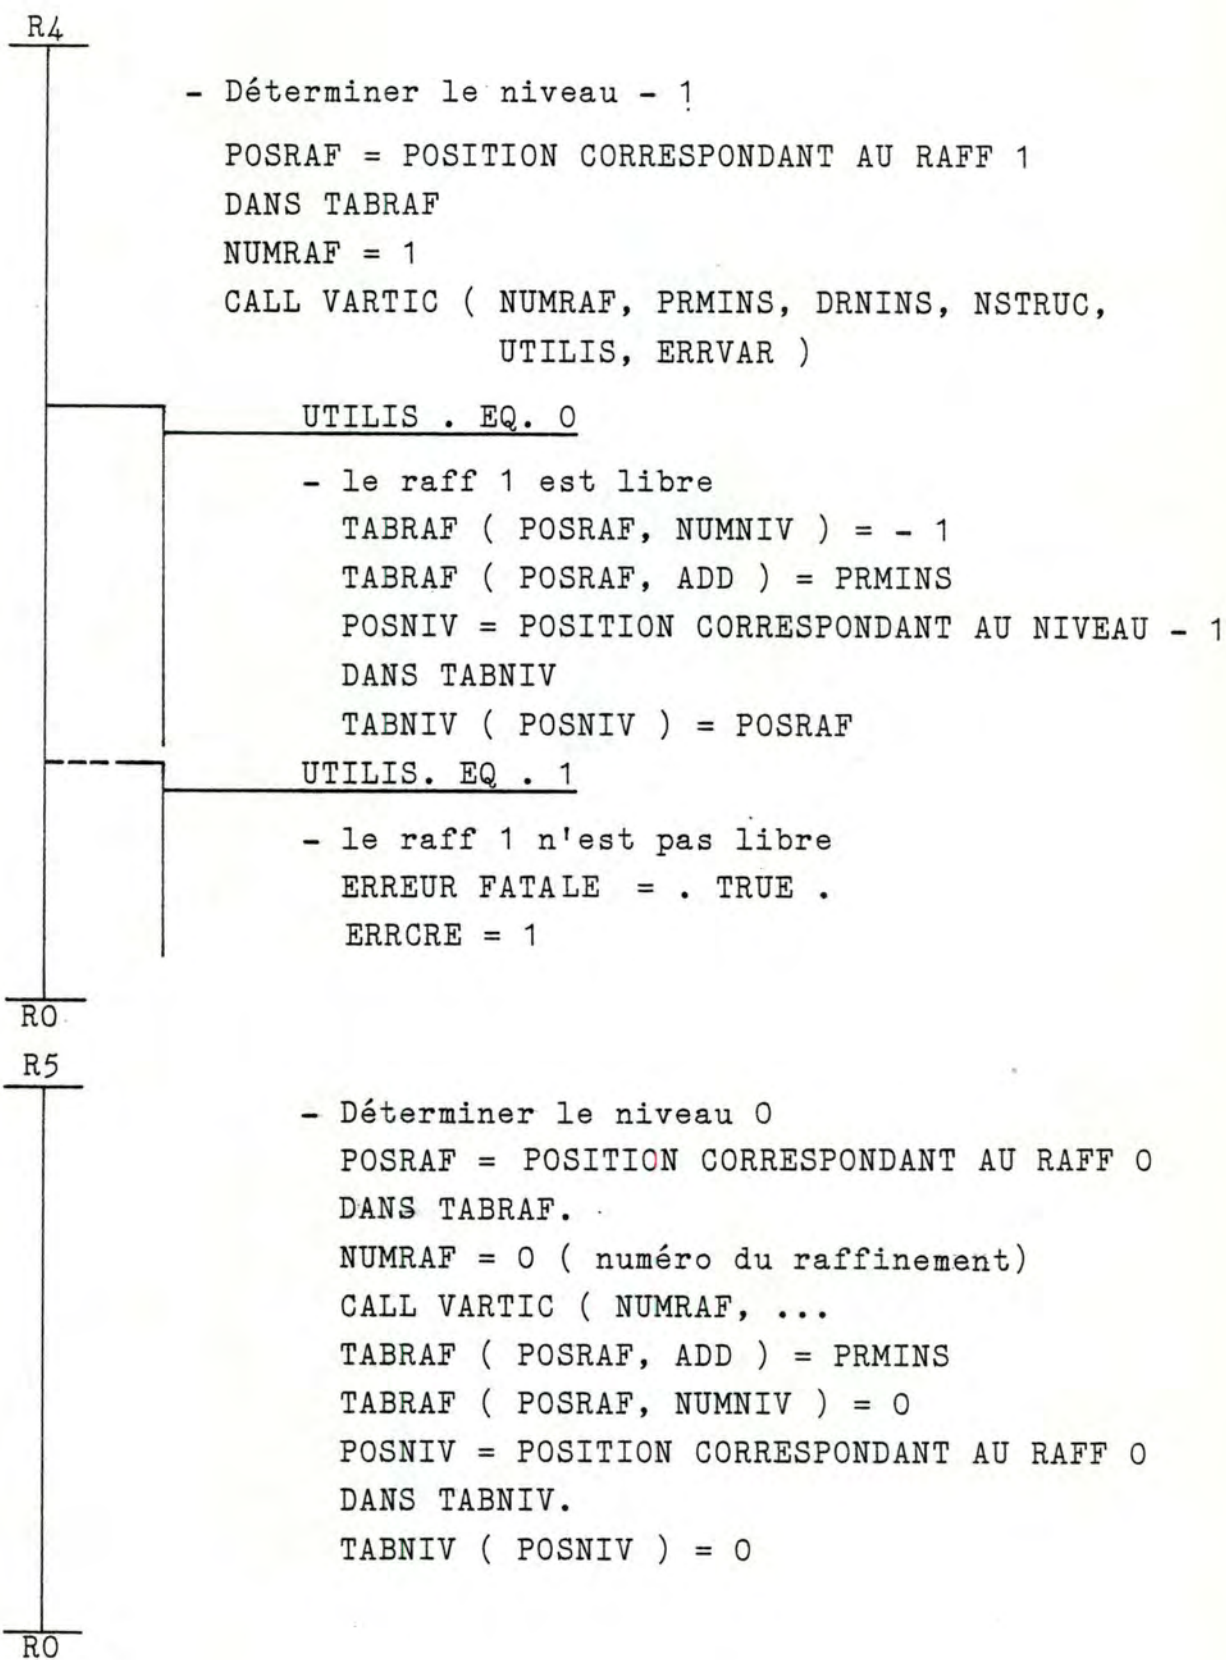 R4
- Déterminer le niveau - 1
POSRAF = POSITION CORRESPONDANT AU RAFF 1
DANS TABRAF
NUMRAF = 1
CALL VARTIC ( NUMRAF, PRMINS, DRNINS, NSTRUC,
UTILIS, ERRVAR )
UTILIS . EQ. 0
- le raff 1 est libre
TABRAF ( POSRAF, NUMNIV ) = - 1
TABRAF ( POSRAF, ADD ) = PRMINS
POSNIV = POSITION CORRESPONDANT AU NIVEAU - 1
DANS TABNIV
TABNIV ( POSNIV ) = POSRAF
UTILIS. EQ . 1
- le raff 1 n'est pas libre
ERREUR FATALE = . TRUE .
ERRCRE = 1
RO
R5
- Déterminer le niveau 0
POSRAF = POSITION CORRESPONDANT AU RAFF 0
DANS TABRAF.
NUMRAF = 0 ( numéro du raffinement)
CALL VARTIC ( NUMRAF, ...
TABRAF ( POSRAF, ADD ) = PRMINS
TABRAF ( POSRAF, NUMNIV ) = 0
POSNIV = POSITION CORRESPONDANT AU RAFF 0
DANS TABNIV.
TABNIV ( POSNIV ) = 0
RO